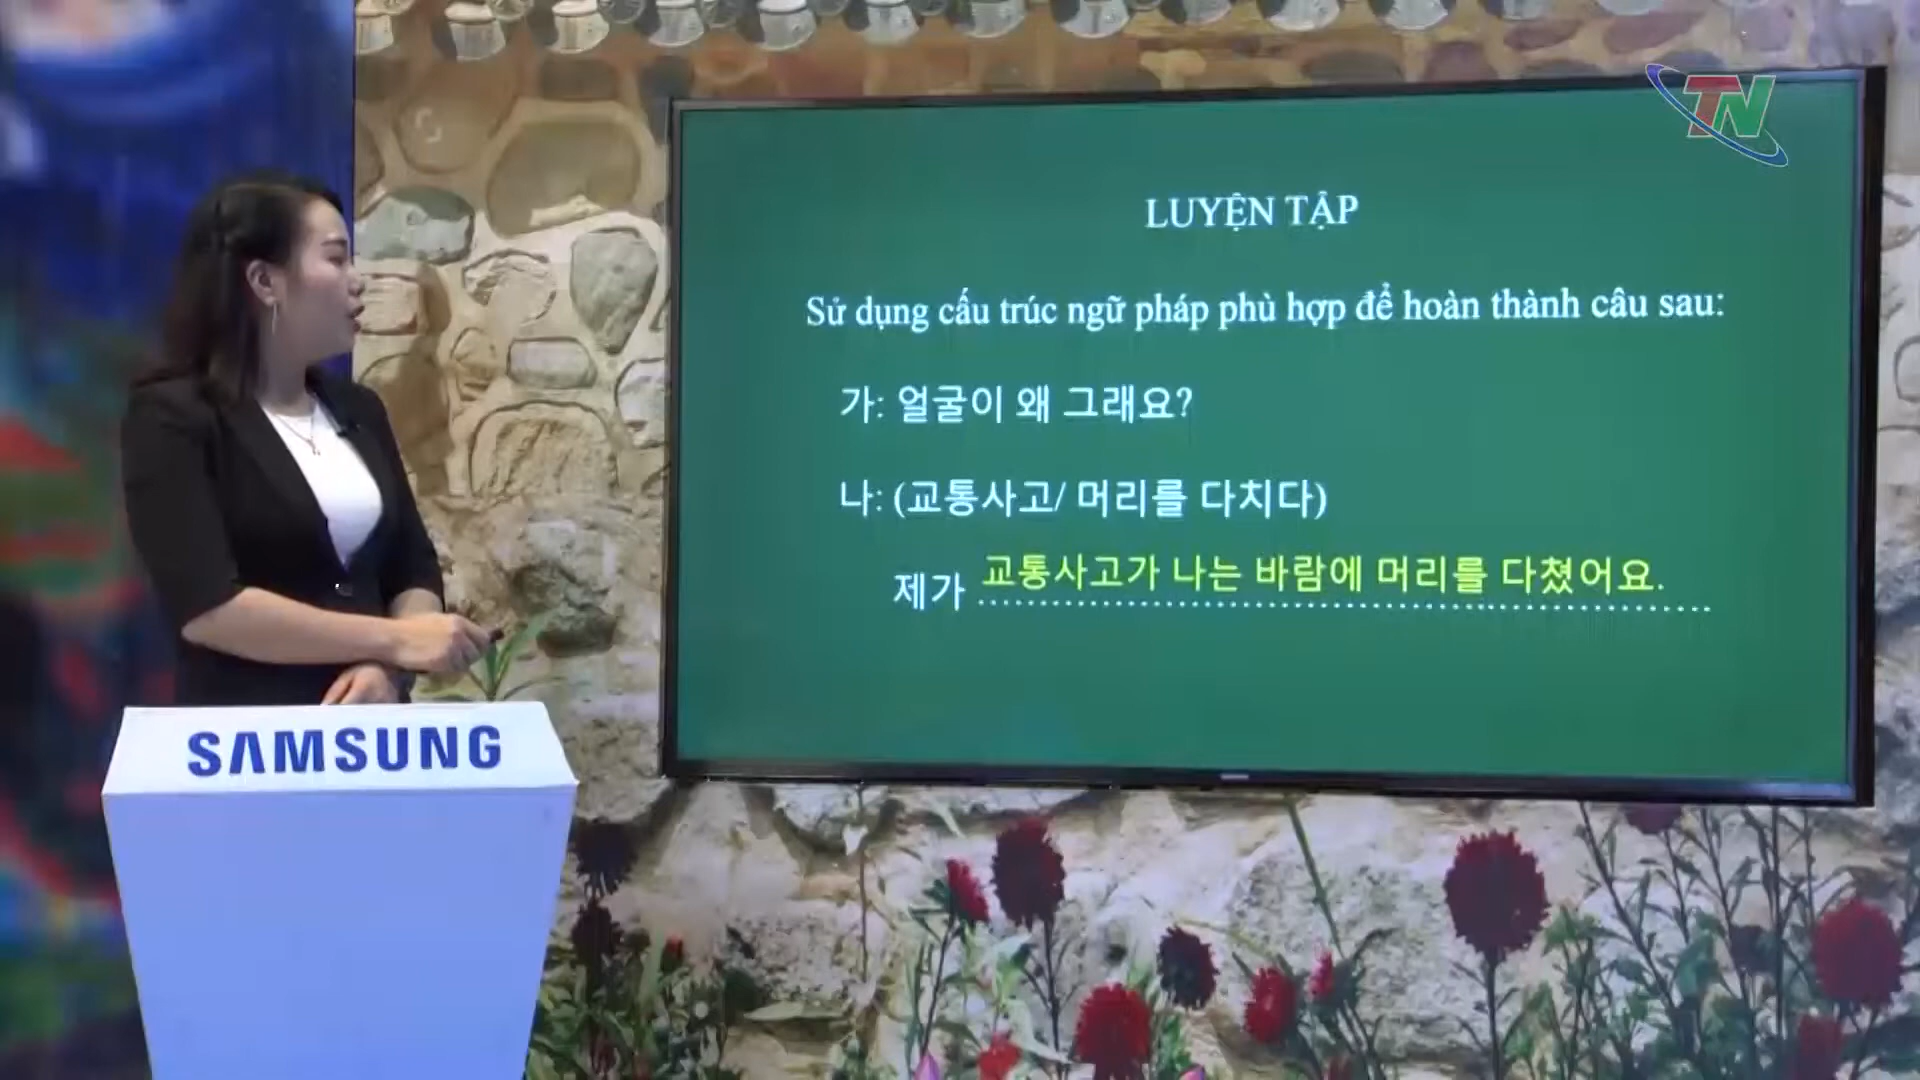 TN
LUYỆN TẬP
Sử dụng cấu trúc ngữ pháp phù hợp để hoàn thành câu sau:
가: 얼굴이 왜 그래요?
나: (교통사고/ 머리를 다치다)
제가 교통사고가 나는 바람에 머리를 다쳤어요.
SAMSUNG